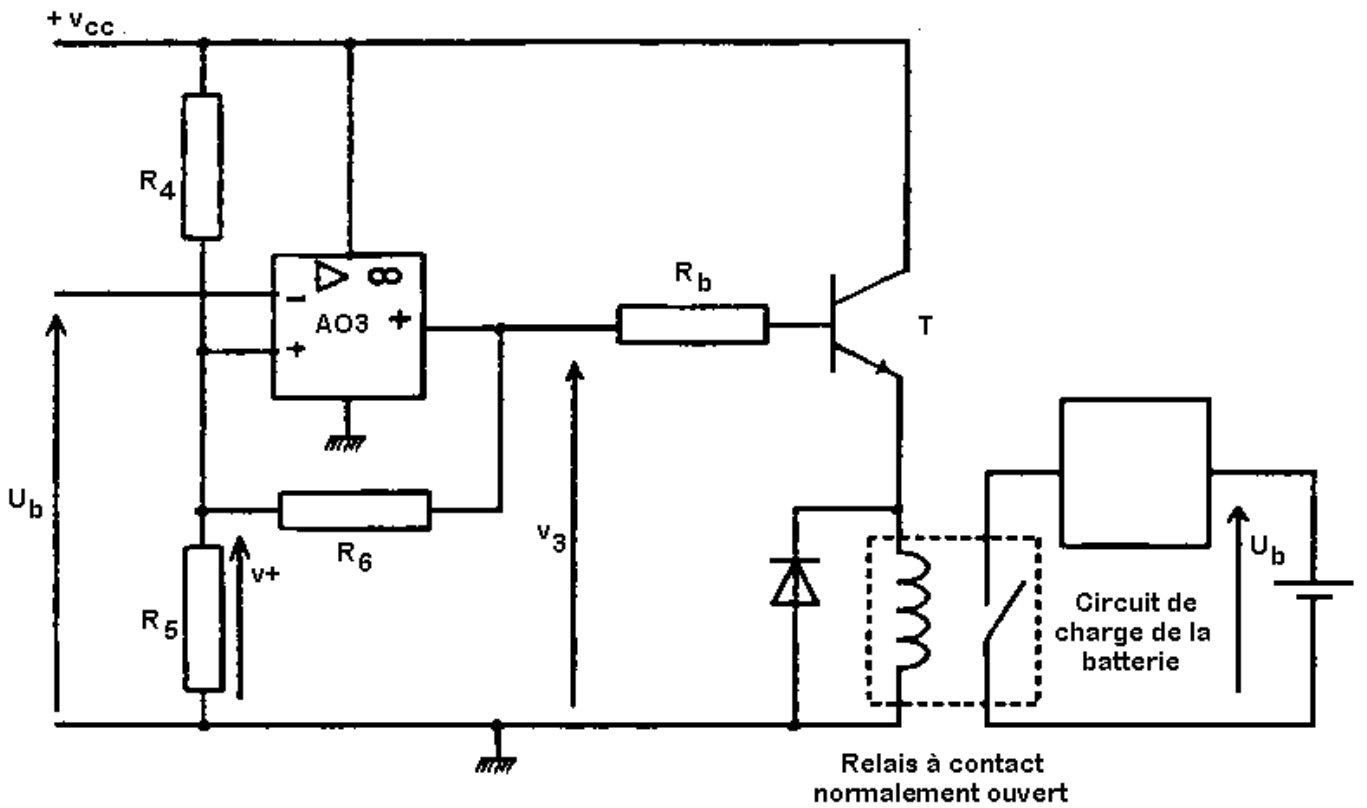 + vcc
R4
∞
-
AO3
+
+
Rb
T
Ub
R6
v+
R5
v3
Ub
Circuit de
charge de la
batterie
Relais à contact
normalement ouvert